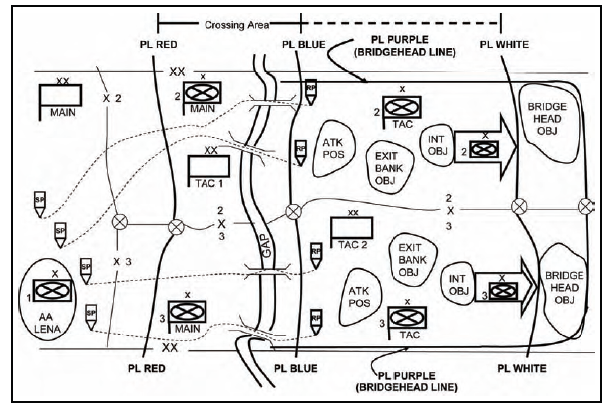 Crossing Area
PL RED
PL BLUE
PL PURPLE
(BRIDGEHEAD LINE)
PL WHITE
XX
XX
MAIN
X 2
X
2
MAIN
RP
X
2
TAC
BRIDGE
HEAD
OBJ
XX
TAC 1
RP
ATK
POS
EXIT
BANK
OBJ
INT
OBJ
X
2
SP
SP
2
X
3
XX
TAC 2
2
X
3
GAP
X 3
SP
RP
EXIT
BANK
OBJ
X
1
AA
LENA
SP
X
3
MAIN
RP
ATK
POS
INT
OBJ
X
3
BRIDGE
HEAD
OBJ
X
3
TAC
XX
PL RED
PL BLUE
PL PURPLE
(BRIDGEHEAD LINE)
PL WHITE